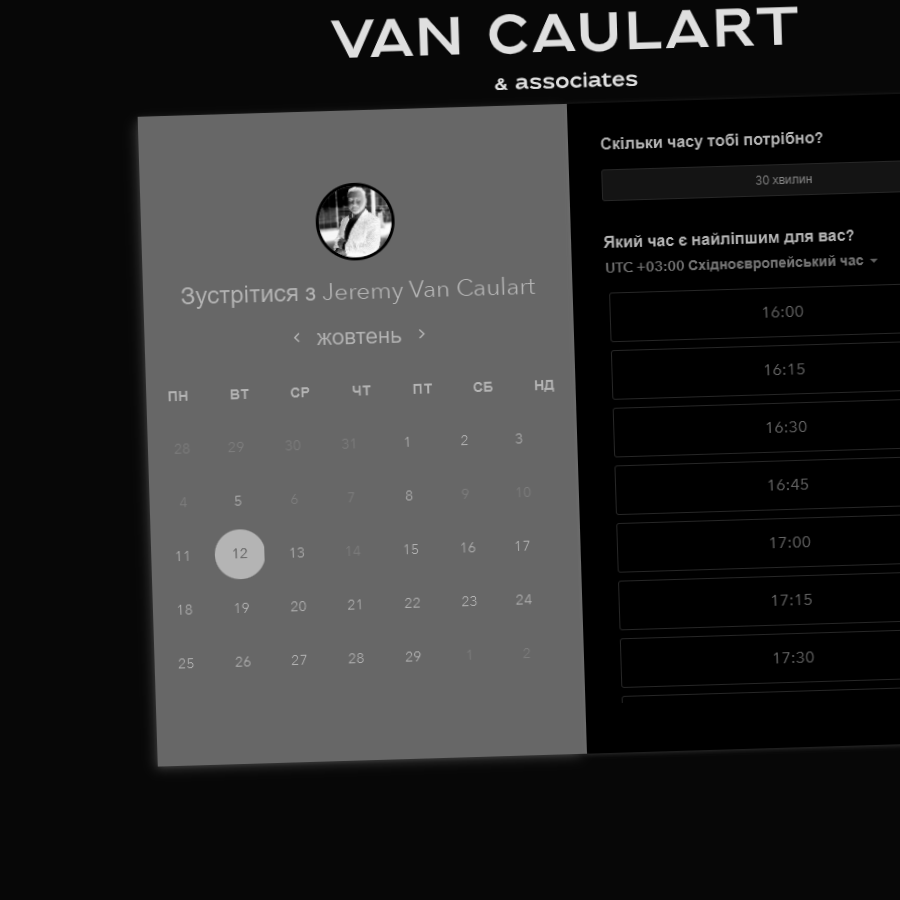 VAN CAULART
& associates
Зустрітися з Jeremy Van Caulart
жовтень
ПН ВТ СР ЧТ ПТ СБ НД
28 29 30 31 1 2 3
4 5 6 7 8 9 10
11 12 13 14 15 16 17
18 19 20 21 22 23 24
25 26 27 28 29 1 2
Скільки часу тобі потрібно?
30 хвилин
Який час є найліпшим для вас?
UTC +03:00 Східноєвропейський час
16:00
16:15
16:30
16:45
17:00
17:15
17:30